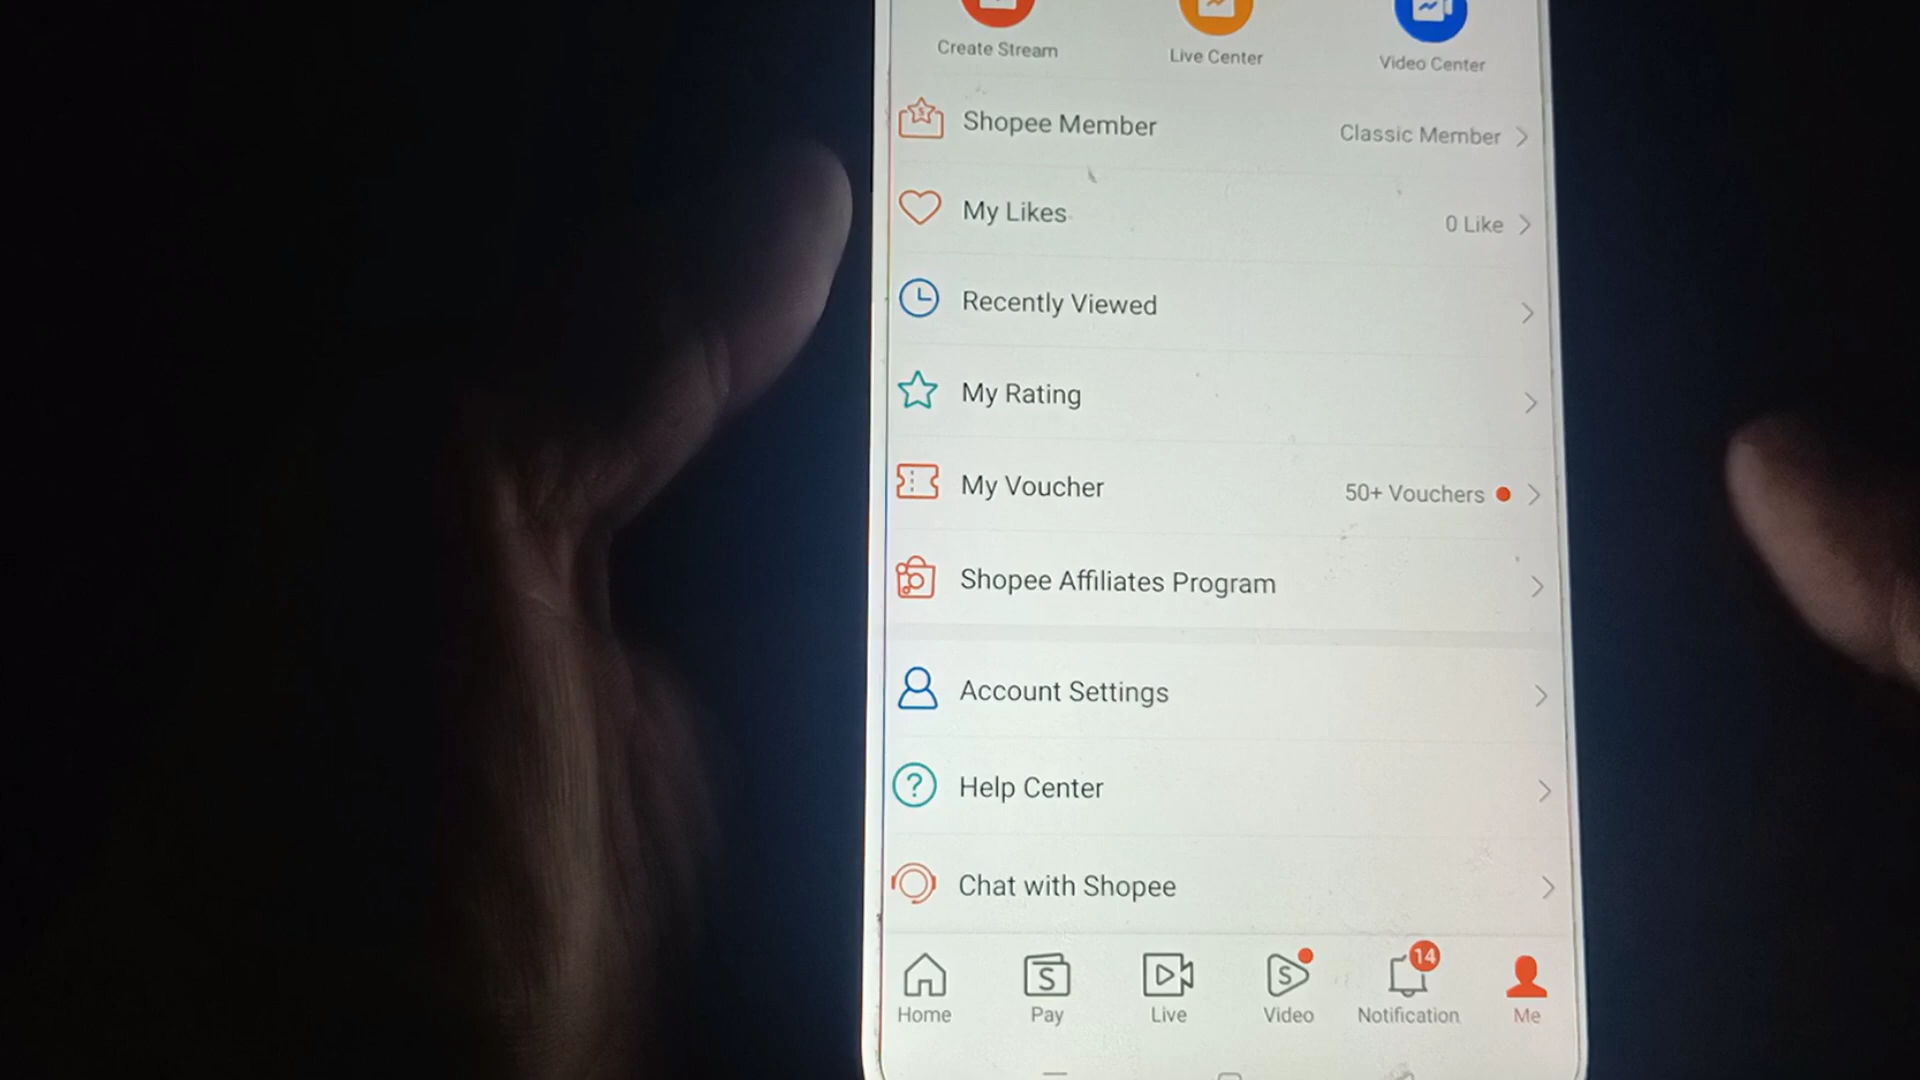 Create Stream
Live Center
Video Center
Shopee Member
Classic Member
My Likes
0 Like
Recently Viewed
My Rating
My Voucher
50+ Vouchers
Shopee Affiliates Program
Account Settings
Help Center
Chat with Shopee
14
Home
Pay
Live
Video
Notification
Me